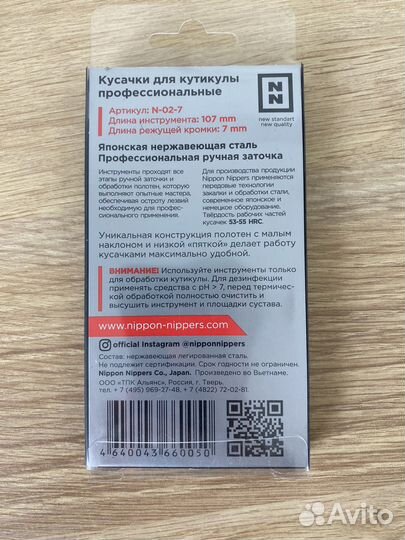 Кусачки для кутикулы
профессиональные
Артикул: N-02-7
Длина инструмента: 107 mm
Длина режущей кромки: 7 mm
N
N
new standart
new quality
Японская нержавеющая сталь
Профессиональная ручная заточка
Инструменты проходят все
этапы ручной заточки и
обработки полотен, которую
выполняют опытные мастера,
обеспечивая остроту лезвий
необходимую для профес-
сионального применения.
Для производства продукции
Nippon Nippers применяются
передовые технологии
закалки и обработки стали,
современное японское и
немецкое оборудование.
Твёрдость рабочих частей
кусачек 53-55 HRC.
Уникальная конструкция полотен с малым
наклоном и низкой «пяткой» делает работу
кусачками максимально удобной.
ВНИМАНИЕ! Используйте инструменты только
для обработки кутикулы. Для дезинфекции
применять средства с pH > 7, перед термичес-
кой обработкой полностью очистить и
высушить инструмент и площадки сустава.
www.nippon-nippers.com
official Instagram @nipponnippers
Состав: нержавеющая легированная сталь.
Не подлежит сертификации. Срок годности не ограничен.
Nippon Nippers Co., Japan. Произведено во Вьетнаме.
ООО «ТПК Альянс», Россия, г. Тверь.
тел. + 7 (495) 969-27-48, + 7 (4822) 72-02-81.
4 640043 660050
Avito